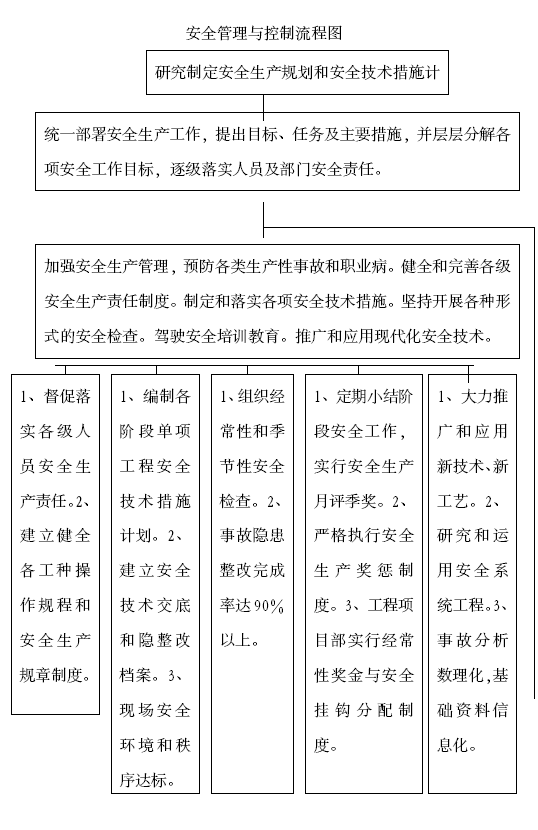 安全管理与控制流程图
研究制定安全生产规划和安全技术措施计
统一部署安全生产工作，提出目标、任务及主要措施，并层层分解各
项安全工作目标，逐级落实人员及部门安全责任。
加强安全生产管理，预防各类生产性事故和职业病。健全和完善各级
安全生产责任制度。制定和落实各项安全技术措施。坚持开展各种形
式的安全检查。驾驶安全培训教育。推广和应用现代化安全技术。
1、督促落
实各级人
员安全生
产责任。2、
建立健全
各工种操
作规程和
安全生产
规章制度。
1、编制各
阶段单项
工程安全
技术措施
计划。2、
建立安全
技术交底
和隐整改
档案。3、
现场安全
环境和秩
序达标。
1、组织经
常性和季
节性安全
检查。2、
事故隐患
整改完成
率达90%
以上。
1、定期小结阶
段安全工作，
实行安全生产
月评季奖。2、
严格执行安全
生产奖惩制
度。3、工程项
目部实行经常
性奖金与安全
挂钩分配制
度。
1、大力推
广和应用
新技术、新
工艺。2、
研究和运
用安全系
统工程。3、
事故分析
数理化，基
础资料信
息化。